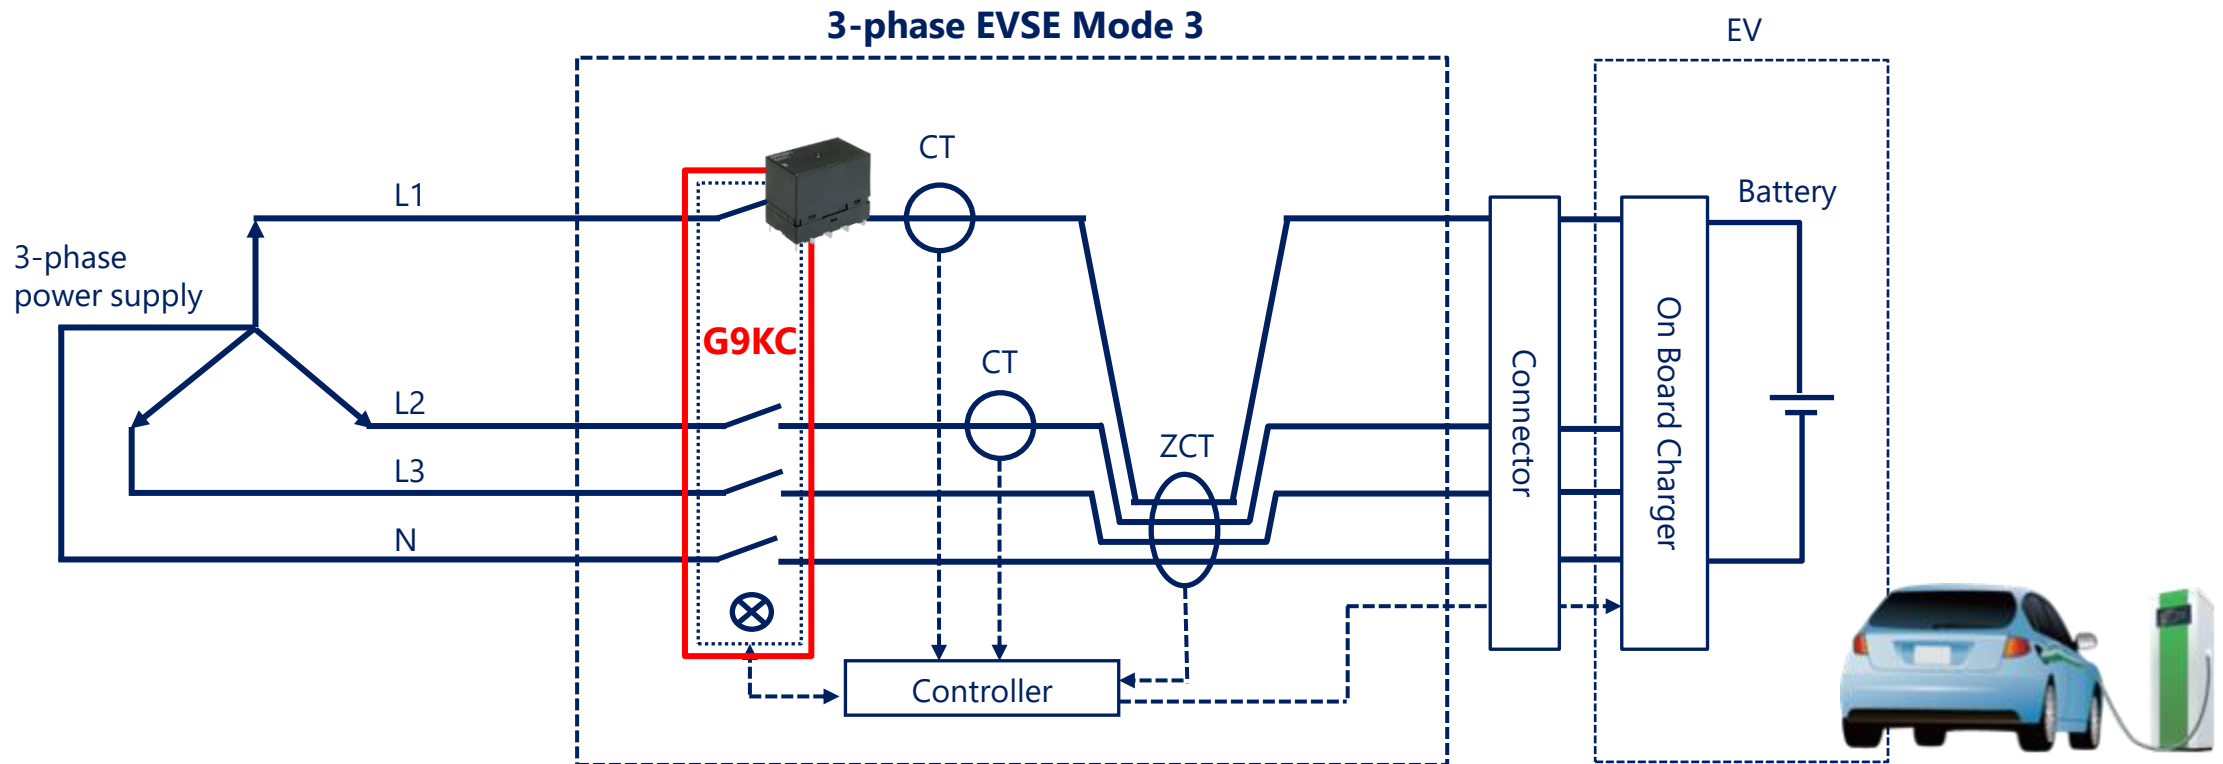 3-phase EVSE Mode 3
EV
CT
L1
Battery
3-phase
power supply
G9KC
CT
L2
ZCT
L3
N
Connector
On Board Charger
Controller